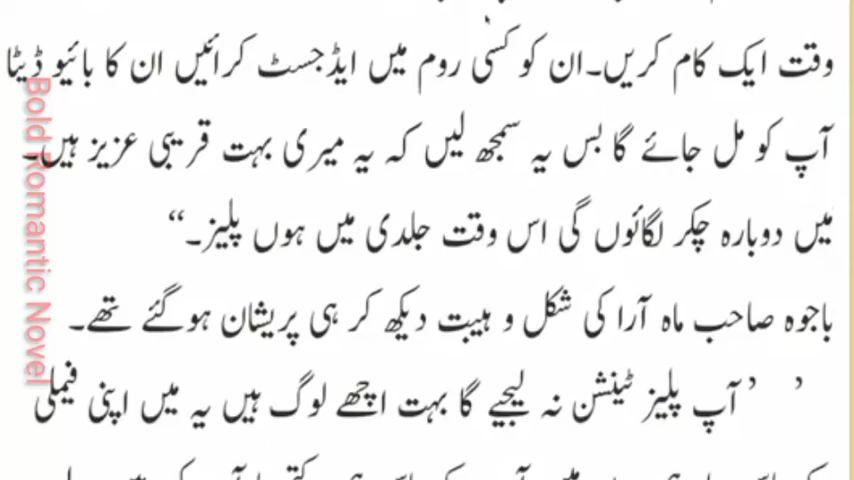 وقت ایک کام کریں۔ان کو کسی روم میں ایڈجسٹ کرائیں ان کا بائیو ڈیٹا
آپ کو مل جائے گا بس یہ سمجھ لیں کہ یہ میری بہت قریبی عزیز ہیں۔
میں دوبارہ چکر لگائوں گی اس وقت جلدی میں ہوں پلیز۔“
باجوہ صاحب ماہ آرا کی شکل و ہیبت دیکھ کر ہی پریشان ہوگئے تھے۔
’ ’آپ پلیز ٹینشن نہ لیجیے گا بہت اچھے لوگ ہیں یہ میں اپنی فیملی
Bold Romantic Novel